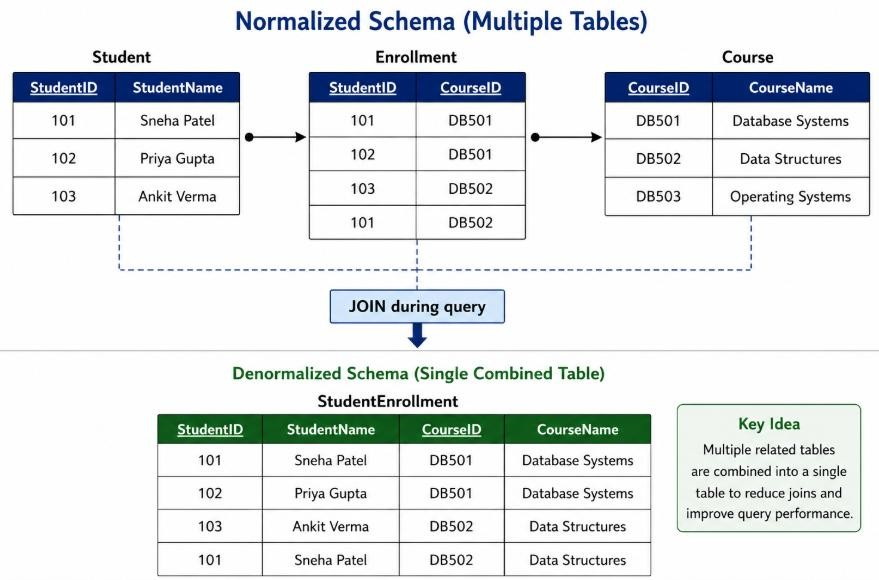 Normalized Schema (Multiple Tables)
Student
StudentID StudentName
101 Sneha Patel
102 Priya Gupta
103 Ankit Verma
Enrollment
StudentID CourseID
101 DB501
102 DB501
103 DB502
101 DB502
Course
CourseID CourseName
DB501 Database Systems
DB502 Data Structures
DB503 Operating Systems
JOIN during query
Denormalized Schema (Single Combined Table)
StudentEnrollment
StudentID StudentName CourseID CourseName
101 Sneha Patel DB501 Database Systems
102 Priya Gupta DB501 Database Systems
103 Ankit Verma DB502 Data Structures
101 Sneha Patel DB502 Data Structures
Key Idea
Multiple related tables
are combined into a single
table to reduce joins and
improve query performance.